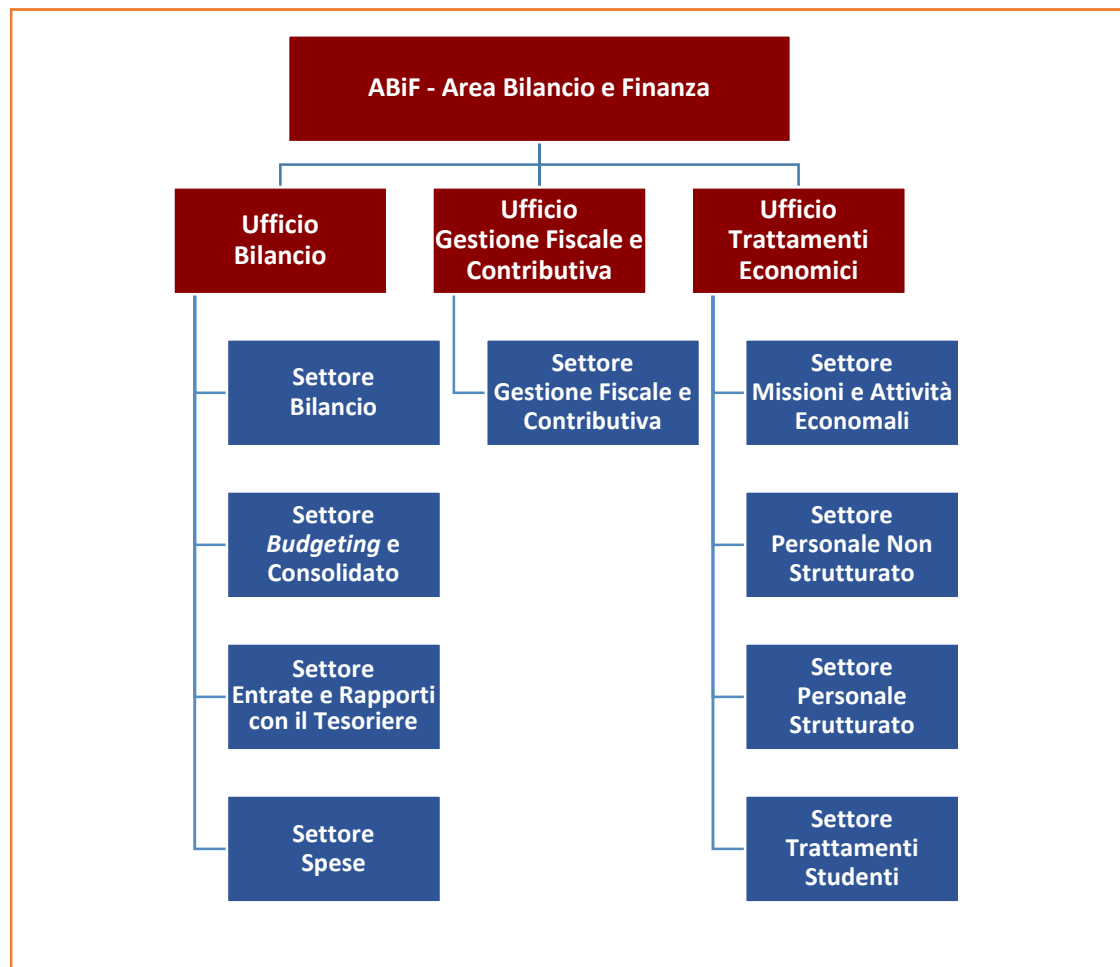 ABiF - Area Bilancio e Finanza
Ufficio
Bilancio
Settore
Bilancio
Settore
Budgeting e
Consolidato
Settore
Entrate e Rapporti
con il Tesoriere
Settore
Spese
Ufficio
Gestione Fiscale e
Contributiva
Settore
Gestione Fiscale e
Contributiva
Ufficio
Trattamenti
Economici
Settore
Missioni e Attività
Economali
Settore
Personale Non
Strutturato
Settore
Personale
Strutturato
Settore
Trattamenti
Studenti